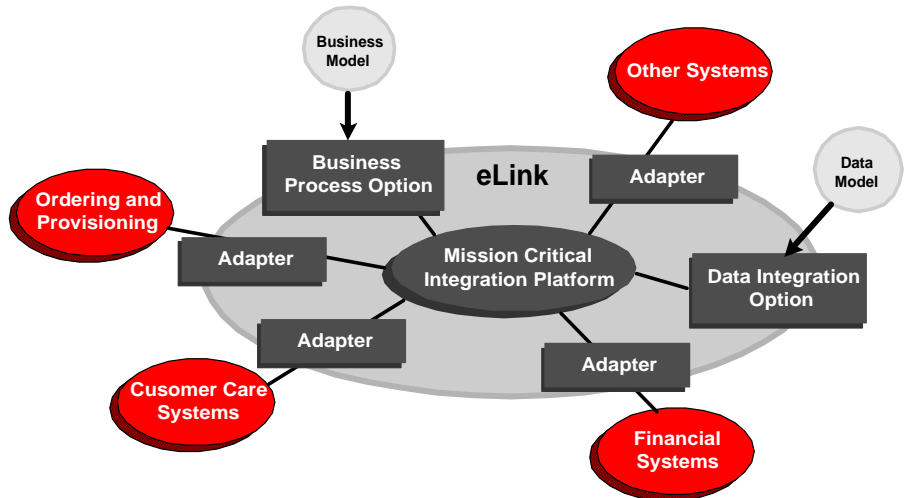 Business
Model
Other Systems
Business
Process Option
eLink
Adapter
Data
Model
Ordering and
Provisioning
Adapter
Mission Critical
Integration Platform
Data Integration
Option
Adapter
Adapter
Cusomer Care
Systems
Financial
Systems